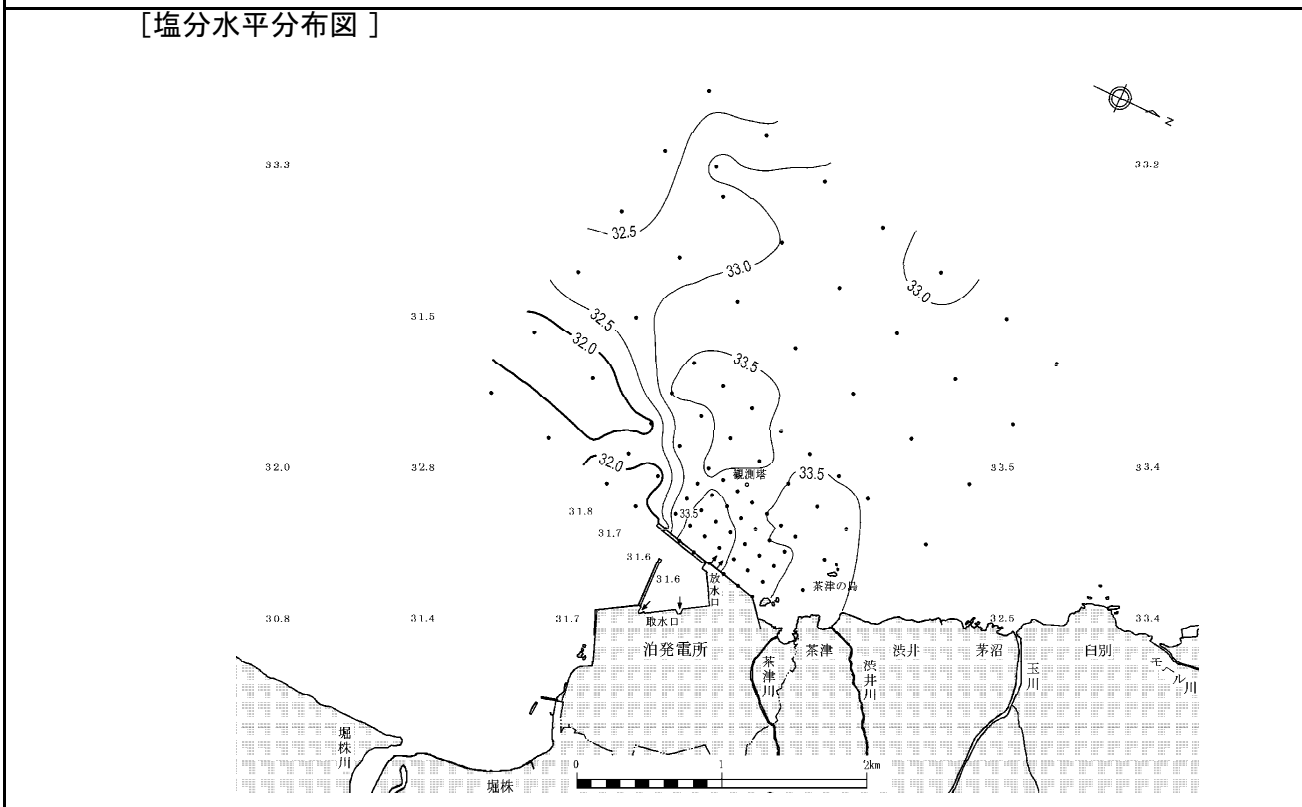 [塩分水平分布図 ]
N
33.3
33.2
32.5
33.0
33.0
31.5
32.5
32.0
33.5
32.0
32.8
32.0
観測塔
33.5
33.5
33.4
31.8
33.5
31.7
31.6
31.6
放水口
茶津の島
30.8
31.4
31.7
取水口
32.5
33.4
泊発電所
茶津川
茶津
渋井川
渋井
茅沼
玉川
臼別
モヘル川
堀株川
堀株
0
1
2km